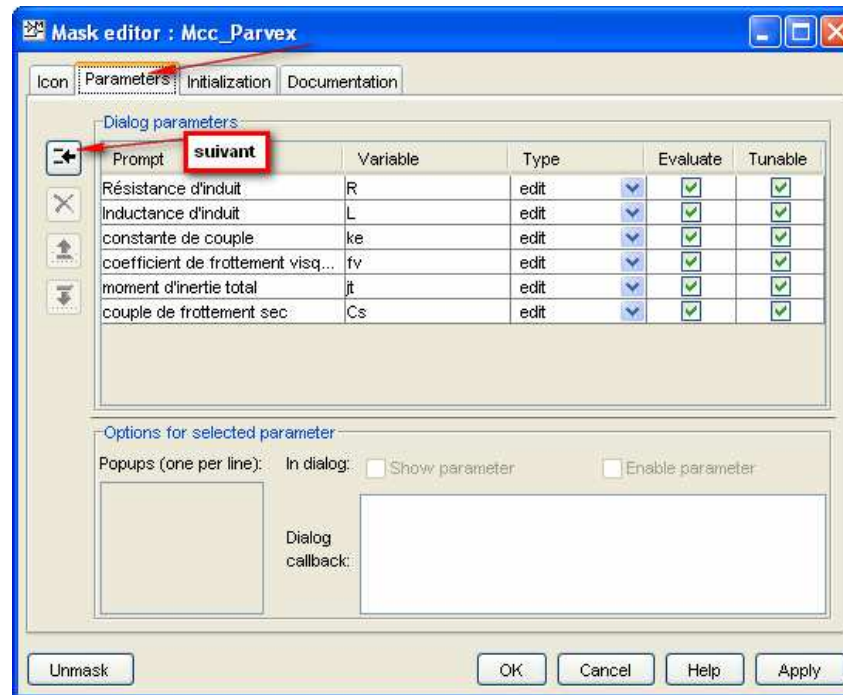 Mask editor : Mcc_Parvex
Icon Parameters Initialization Documentation
Dialog parameters
suivant
Prompt Variable Type Evaluate Tunable
Résistance d'induit R edit
Inductance d'induit L edit
constante de couple ke edit
coefficient de frottement visq... fv edit
moment d'inertie total jt edit
couple de frottement sec Cs edit
Options for selected parameter
Popups (one per line): In dialog: Show parameter Enable parameter
Dialog
callback:
Unmask OK Cancel Help Apply